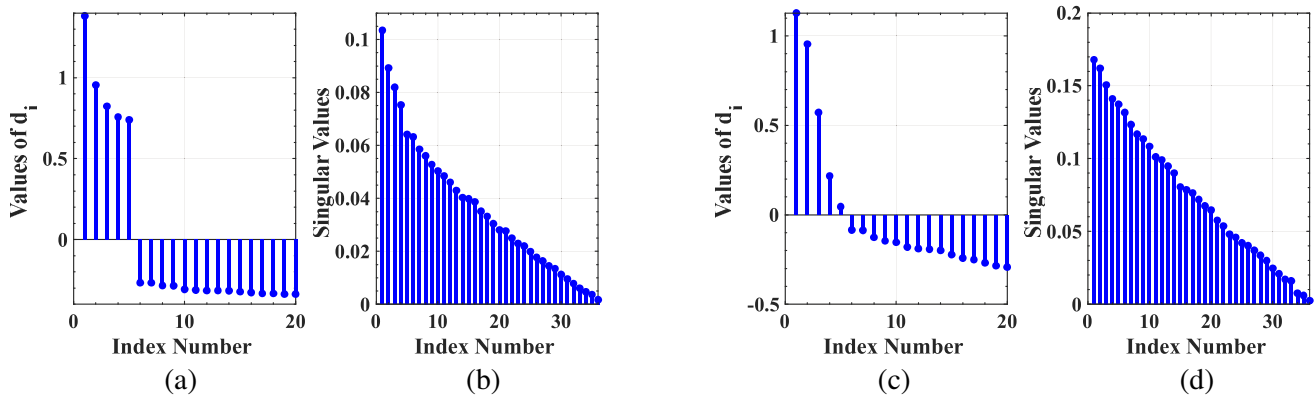 Values of d_i
1
0.5
0
0
10
20
Index Number
(a)
Singular Values
0.1
0.08
0.06
0.04
0.02
0
0
10
20
30
Index Number
(b)
Values of d_i
1
0.5
0
-0.5
0
10
20
Index Number
(c)
Singular Values
0.2
0.15
0.1
0.05
0
0
10
20
30
Index Number
(d)